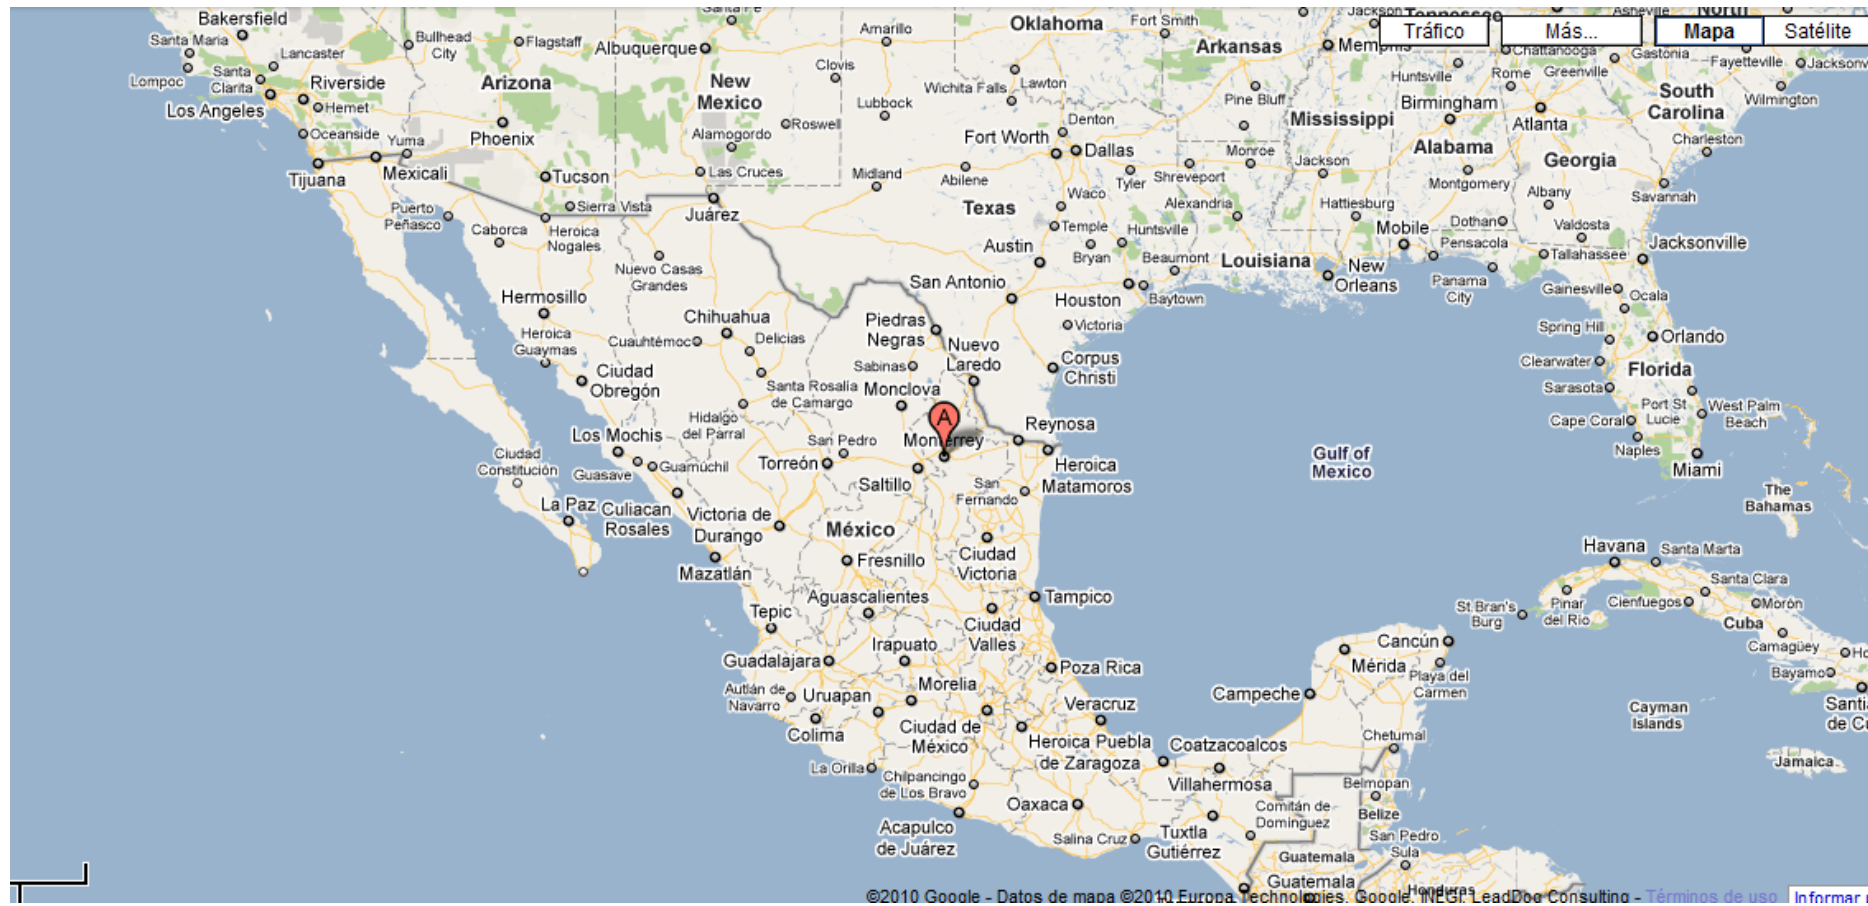 Santa Fe
Bakersfield
Oklahoma
Fort Smith
Jackson
Tennessee
Asheville
North
Tráfico
Más...
Mapa
Satélite
Santa Maria
Bullhead
City
Flagstaff
Albuquerque
Amarillo
Arkansas
Memphis
Chattanooga
Gastonia
Fayetteville
Lancaster
Lompoc
Santa
Clarita
Riverside
Arizona
New
Mexico
Clovis
Wichita Falls
Lawton
Huntsville
Rome
Greenville
Los Angeles
Hemet
Lubbock
Pine Bluff
Birmingham
South
Carolina
Wilmington
Oceanside
Yuma
Phoenix
Alamogordo
Roswell
Denton
Fort Worth
Dallas
Mississippi
Atlanta
Charleston
Tijuana
Mexicali
Tucson
Las Cruces
Midland
Abilene
Tyler
Shreveport
Monroe
Jackson
Alabama
Montgomery
Georgia
Albany
Savannah
Puerto
Peñasco
Sierra Vista
Juárez
Texas
Waco
Alexandria
Hattiesburg
Dothan
Valdosta
Caborca
Heroica
Nogales
Austin
Temple
Huntsville
Bryan
Beaumont
Louisiana
Mobile
Pensacola
Tallahassee
Jacksonville
Nuevo Casas
Grandes
San Antonio
Houston
Baytown
New
Orleans
Panama
City
Gainesville
Ocala
Hermosillo
Chihuahua
Piedras
Negras
Victoria
Spring Hill
Orlando
Heroica
Guaymas
Cuauhtémoc
Delicias
Nuevo
Laredo
Corpus
Christi
Clearwater
Florida
Ciudad
Obregón
Santa Rosalía
de Camargo
Sabinas
Monclova
Sarasota
Port St
Lucie
West Palm
Beach
Hidalgo
del Parral
A
Reynosa
Cape Coral
Naples
Miami
Los Mochis
San Pedro
Monterrey
Gulf of
Mexico
Ciudad
Constitución
Guasave
Guamúchil
Torreón
Saltillo
San
Fernando
Heroica
Matamoros
The
Bahamas
La Paz
Culiacan
Rosales
Victoria de
Durango
México
Havana
Santa Marta
Mazatlán
Fresnillo
Ciudad
Victoria
Santa Clara
Aguascalientes
Tampico
St.Bran's
Burg
Pinar
del Río
Cienfuegos
Morón
Tepic
Ciudad
Valles
Cuba
Camagüey
Guadalajara
Irapuato
Poza Rica
Cancún
Mérida
Playa del
Carmen
Bayamo
Autlán de
Navarro
Uruapan
Morelia
Veracruz
Campeche
Cayman
Islands
Colima
Ciudad de
México
Heroica Puebla
de Zaragoza
Coatzacoalcos
Chetumal
La Orilla
Chilpancingo
de Los Bravo
Villahermosa
Belmopan
Jamaica
Oaxaca
Comitán de
Domínguez
Belize
Acapulco
de Juárez
Salina Cruz
Tuxtla
Gutiérrez
San Pedro
Sula
Guatemala
Guatemala
Honduras
©2010 Google - Datos de mapa ©2010 Europa Technologies, Google, INEGI, LeadDog Consulting - Términos de uso
Informar